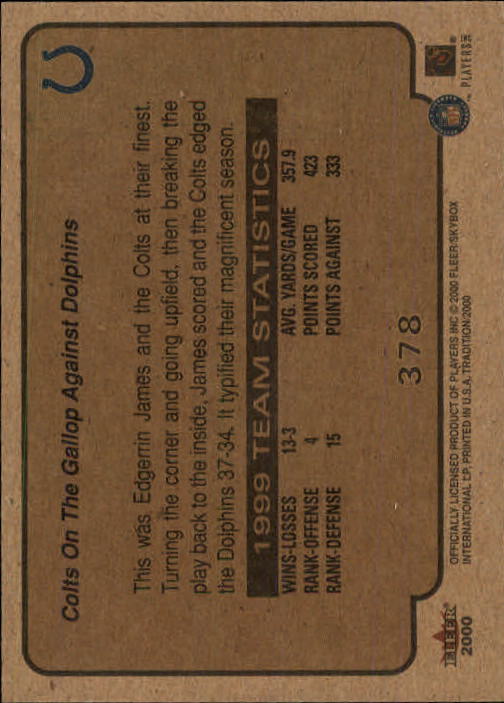 Colts On The Gallop Against Dolphins
This was Edgerrin James and the Colts at their finest.
Turning the corner and going upfield, then breaking the
play back to the inside, James scored and the Colts edged
the Dolphins 37-34. It typified their magnificent season.
1999 TEAM STATISTICS
WINS-LOSSES 13-3 AVG. YARDS/GAME 357.9
RANK-OFFENSE 4 POINTS SCORED 423
RANK-DEFENSE 15 POINTS AGAINST 333
378
FLEER
2000
OFFICIALLY LICENSED PRODUCT OF PLAYERS INC © 2000 FLEER/SKYBOX
INTERNATIONAL LP, PRINTED IN U.S.A. TRADITION/2000
PLAYERS INC